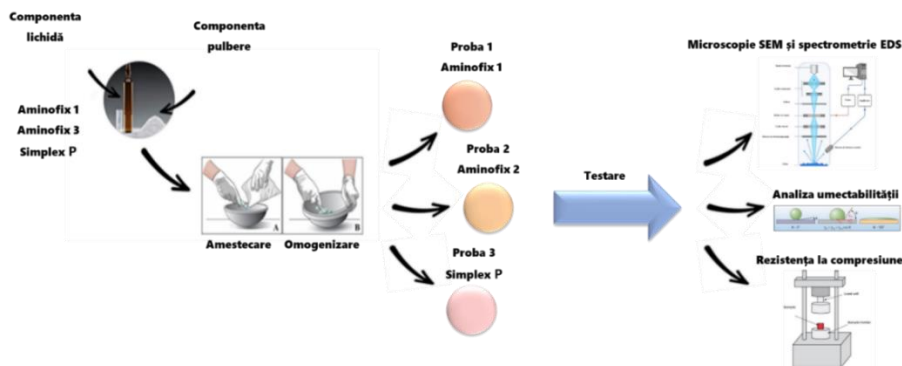 Componenta
lichidă
Componenta
pulbere
Aminofix 1
Aminofix 3
Simplex P
A
B
Amestecare
Omogenizare
Proba 1
Aminofix 1
Proba 2
Aminofix 2
Proba 3
Simplex P
Testare
Microscopie SEM și spectrometrie EDS
Analiza umectabilității
Rezistența la compresiune